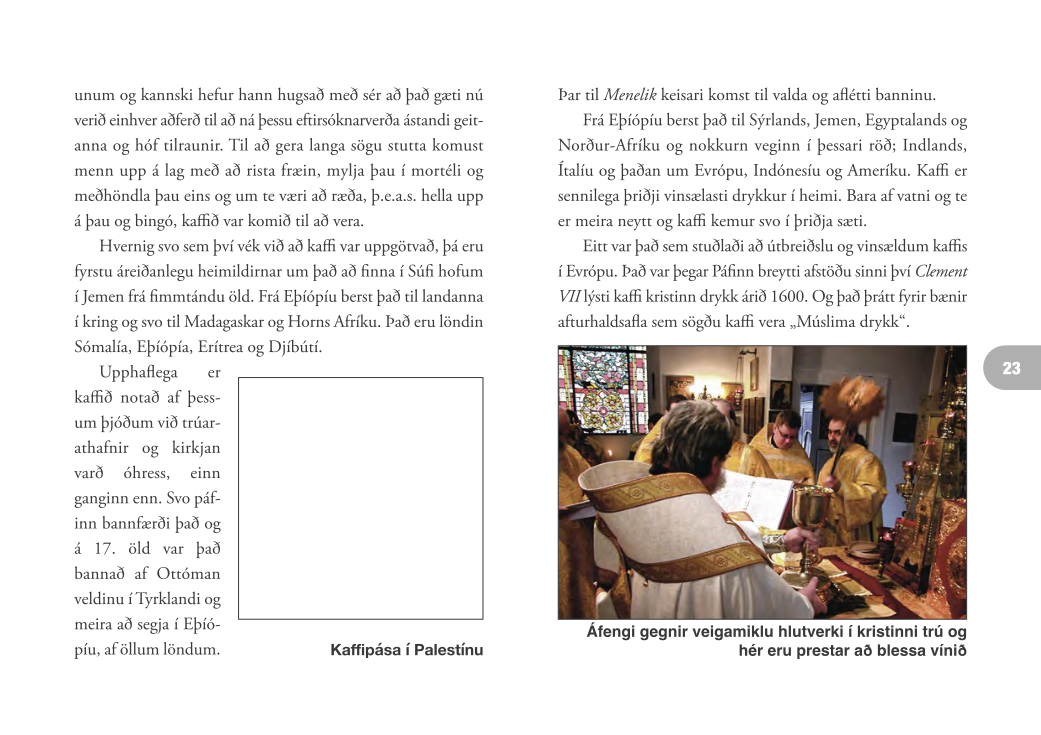 unum og kannski hefur hann hugsað með sér að það gæti nú
verið einhver aðferð til að ná þessu eftirsóknarverða ástandi geit-
anna og hóf tilraunir. Til að gera langa sögu stutta komust
menn upp á lag með að rista fræin, mylja þau í mortéli og
meðhöndla þau eins og um te væri að ræða, þ.e.a.s. hella upp
á þau og bingó, kaffið var komið til að vera.
Hvernig svo sem því vék við að kaffi var uppgötvað, þá eru
fyrstu áreiðanlegu heimildirnar um það að finna í Súfi hofum
í Jemen frá fimmtándu öld. Frá Eþíópíu berst það til landanna
í kring og svo til Madagaskar og Horns Afríku. Það eru löndin
Sómalía, Eþíópía, Erítrea og Djíbútí.
Upphaflega er
kaffið notað af þess-
um þjóðum við trúar-
athafnir og kirkjan
varð óhress, einn
ganginn enn. Svo páf-
inn bannfærði það og
á 17. öld var það
bannað af Ottóman
veldinu í Tyrklandi og
meira að segja í Eþíó-
píu, af öllum löndum.
Kaffipása í Palestínu
Þar til Menelik keisari komst til valda og aflétti banninu.
Frá Eþíópíu berst það til Sýrlands, Jemen, Egyptalands og
Norður-Afríku og nokkurn veginn í þessari röð; Indlands,
Ítalíu og þaðan um Evrópu, Indónesíu og Ameríku. Kaffi er
sennilega þriðji vinsælasti drykkur í heimi. Bara af vatni og te
er meira neytt og kaffi kemur svo í þriðja sæti.
Eitt var það sem stuðlaði að útbreiðslu og vinsældum kaffis
í Evrópu. Það var þegar Páfinn breytti afstöðu sinni því Clement
VII lýsti kaffi kristinn drykk árið 1600. Og það þrátt fyrir bænir
afturhaldsafla sem sögðu kaffi vera „Múslima drykk“.
Áfengi gegnir veigamiklu hlutverki í kristinni trú og
hér eru prestar að blessa vínið
23